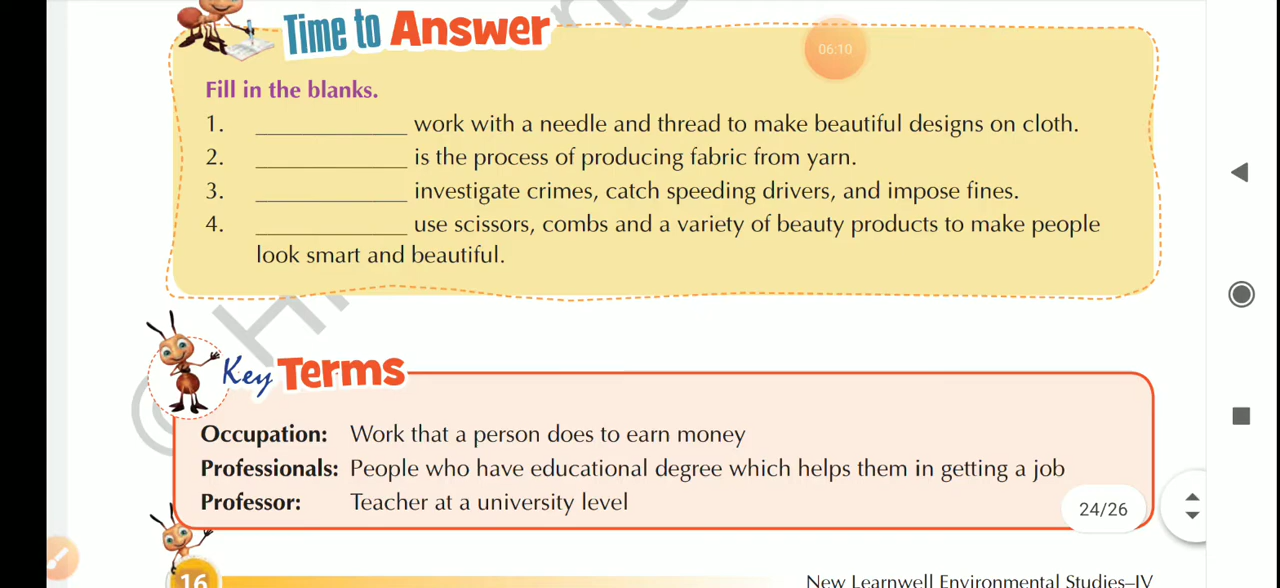 Time to Answer
06:10
Fill in the blanks.
1. ______________ work with a needle and thread to make beautiful designs on cloth.
2. ______________ is the process of producing fabric from yarn.
3. ______________ investigate crimes, catch speeding drivers, and impose fines.
4. ______________ use scissors, combs and a variety of beauty products to make people
look smart and beautiful.
Key Terms
Occupation: Work that a person does to earn money
Professionals: People who have educational degree which helps them in getting a job
Professor: Teacher at a university level
24/26
16
New Learnwell Environmental Studies–IV